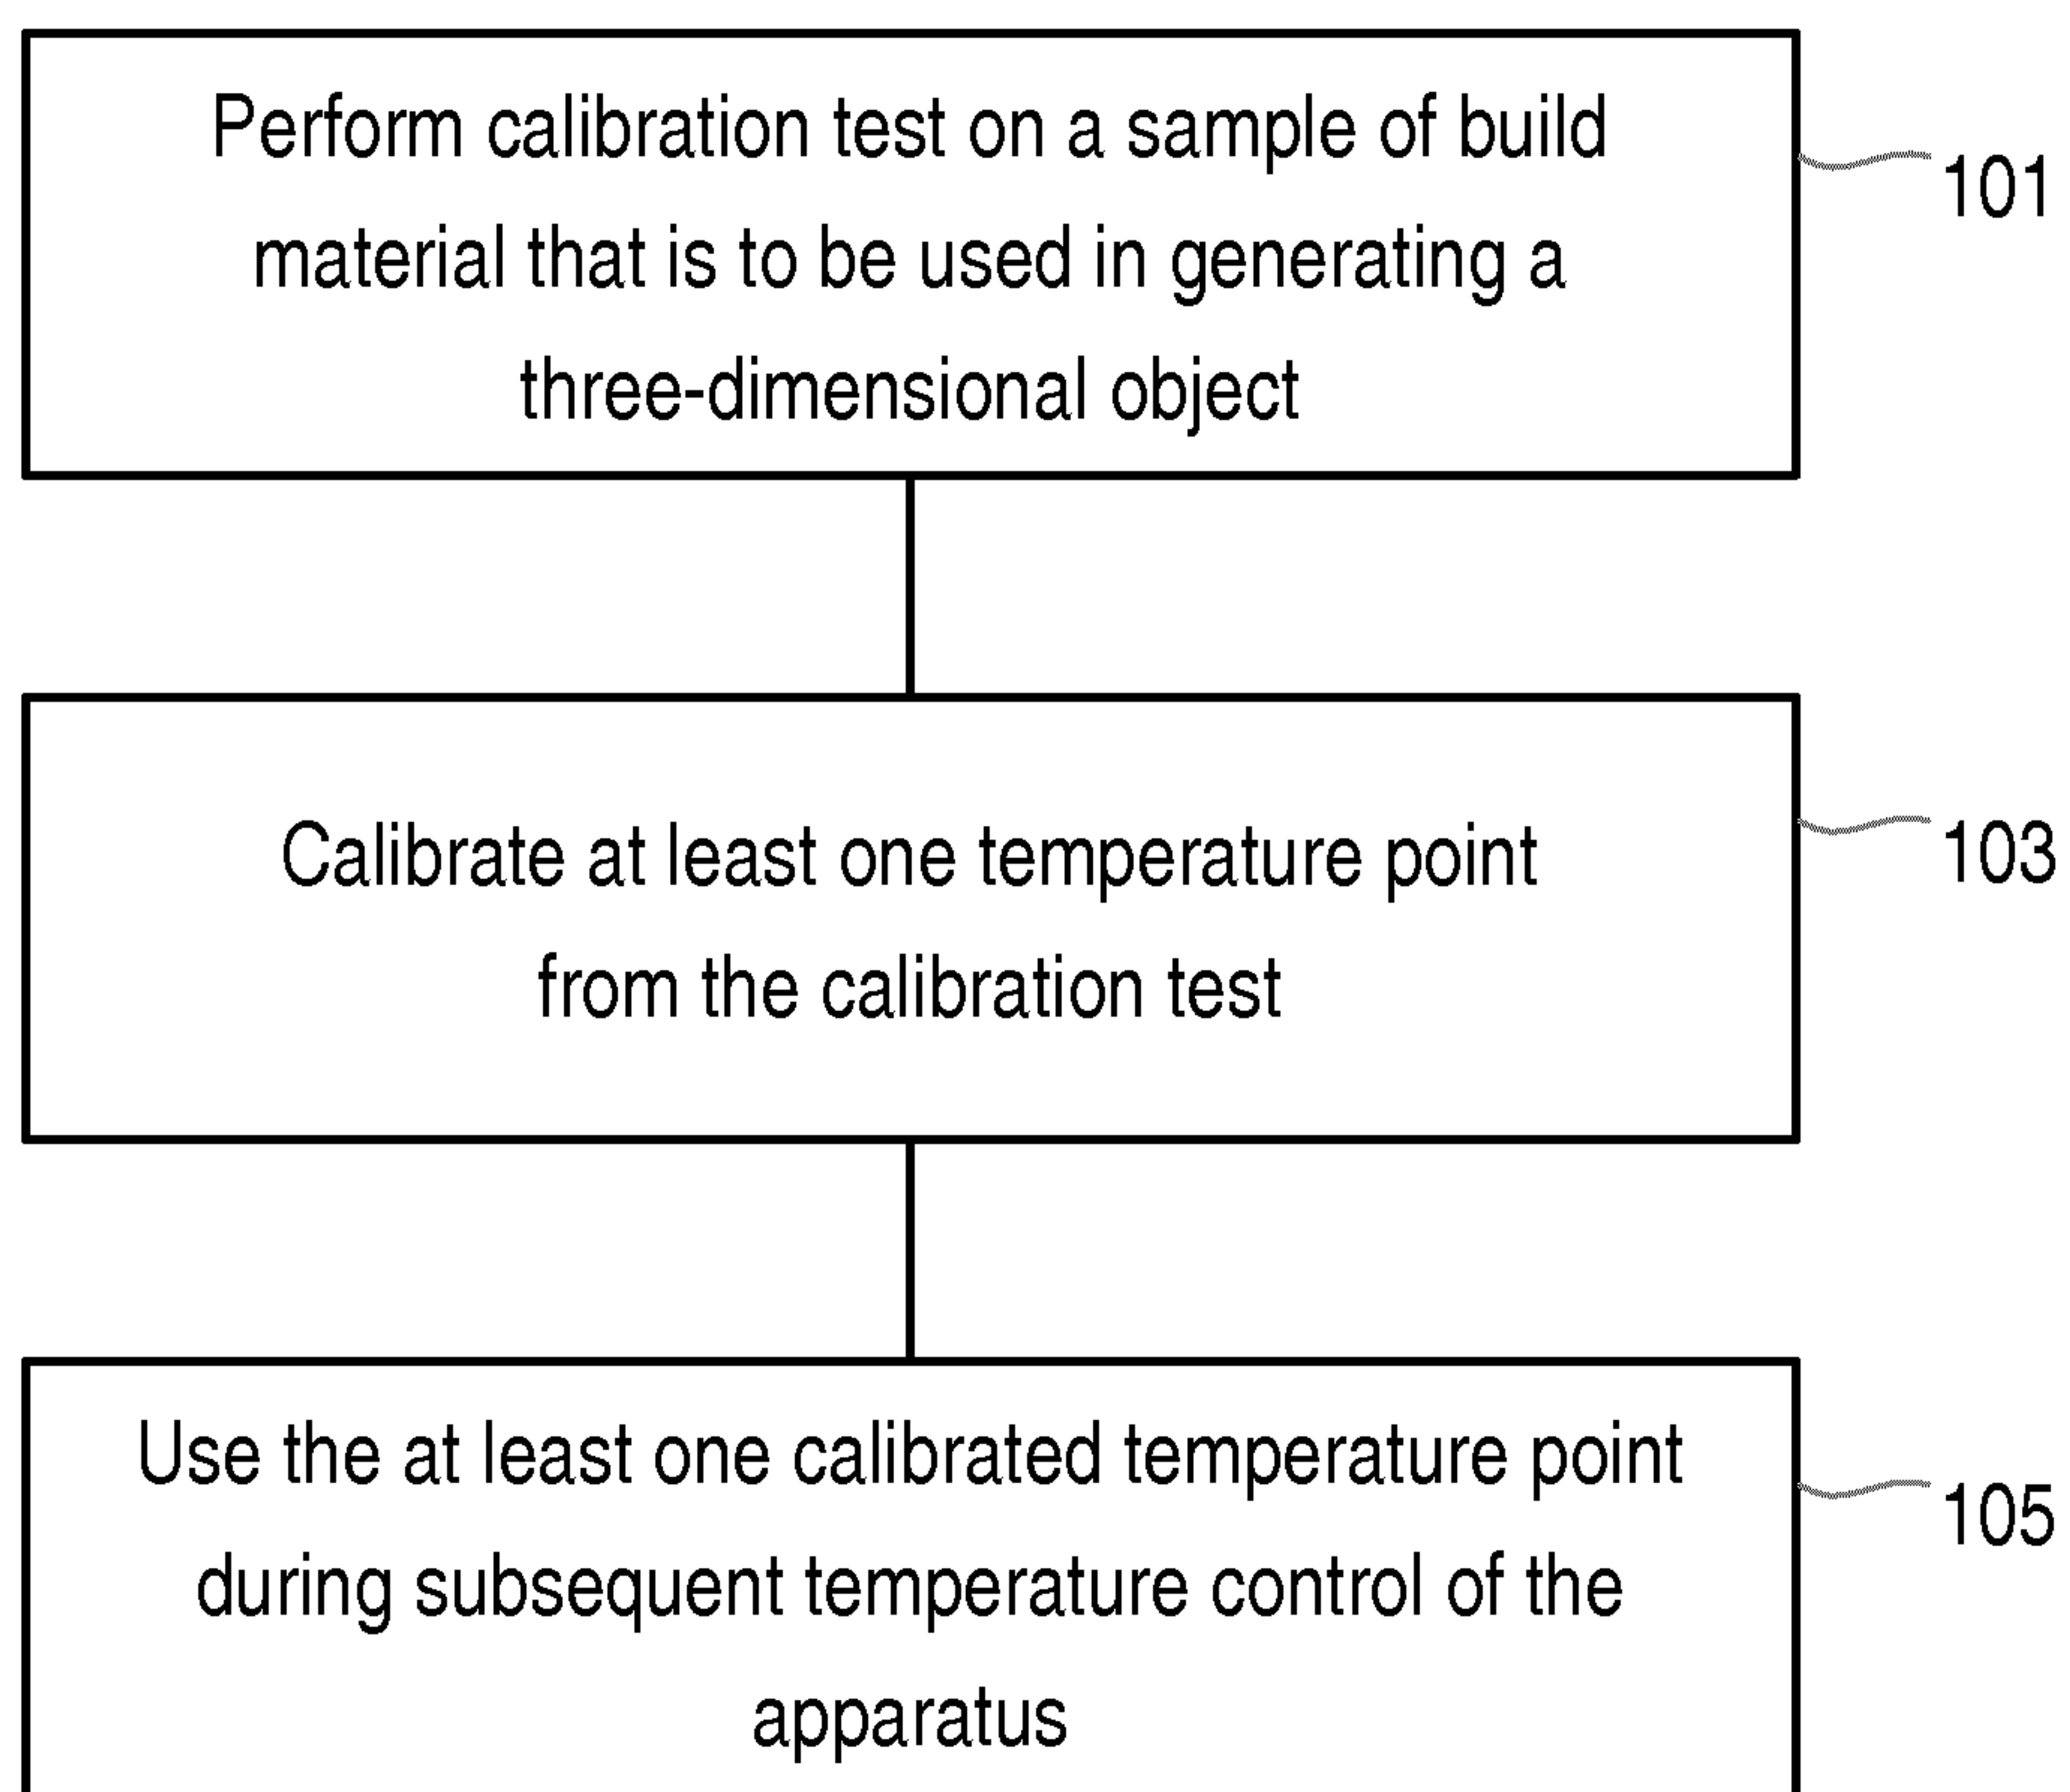 Perform calibration test on a sample of build
material that is to be used in generating a
three-dimensional object
101
Calibrate at least one temperature point
from the calibration test
103
Use the at least one calibrated temperature point
during subsequent temperature control of the
apparatus
105